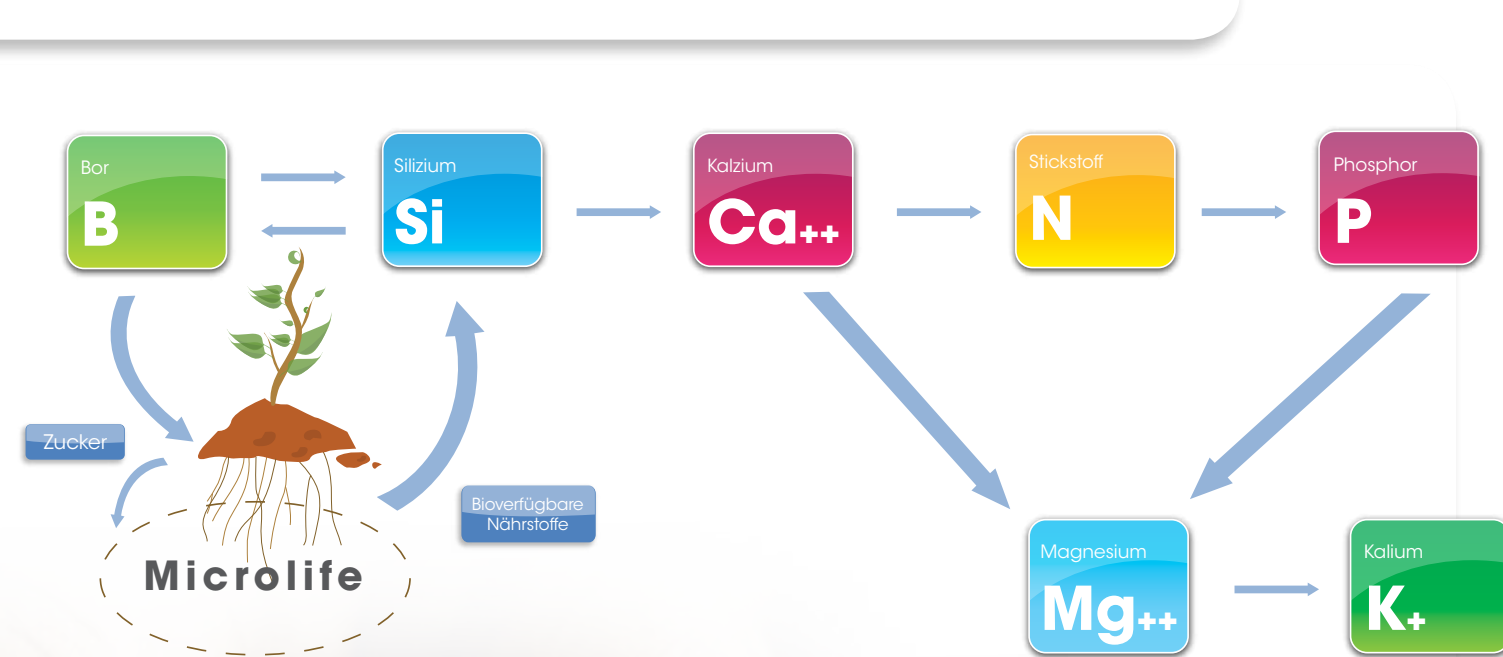 Bor
B
Silizium
Si
Kalzium
Ca++
Stickstoff
N
Phosphor
P
Zucker
Bioverfügbare
Nährstoffe
Microlife
Magnesium
Mg++
Kalium
K+